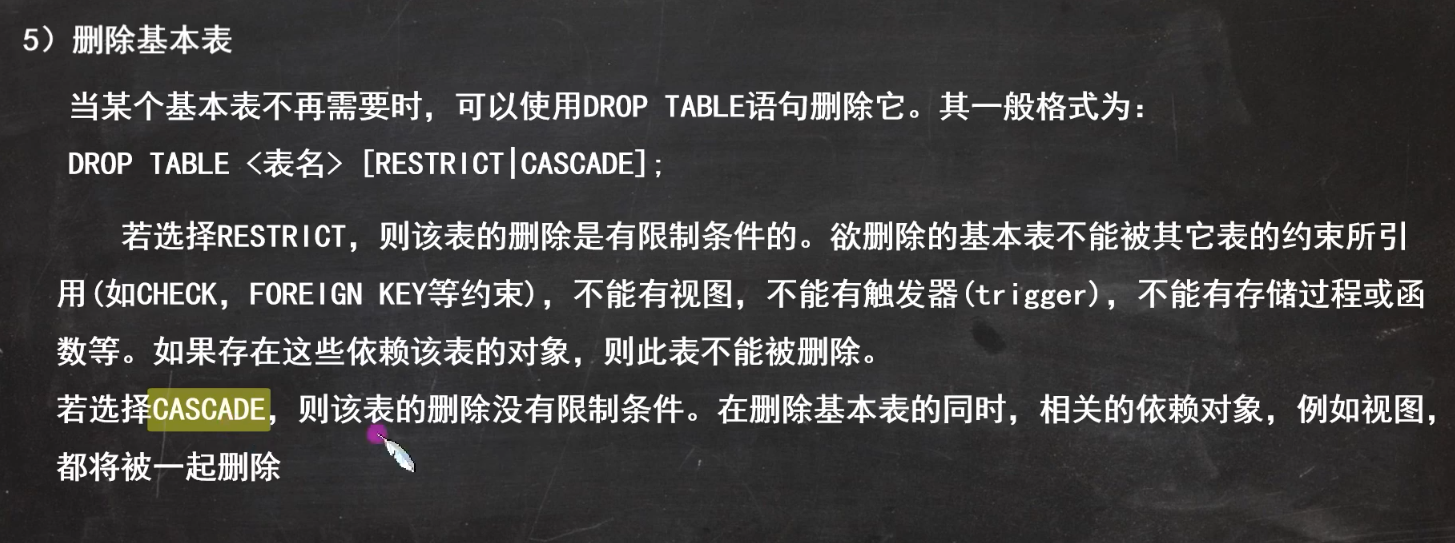 5）删除基本表
当某个基本表不再需要时，可以使用DROP TABLE语句删除它。其一般格式为：
DROP TABLE <表名> [RESTRICT|CASCADE];
若选择RESTRICT，则该表的删除是有限制条件的。欲删除的基本表不能被其它表的约束所引
用(如CHECK，FOREIGN KEY等约束)，不能有视图，不能有触发器(trigger)，不能有存储过程或函
数等。如果存在这些依赖该表的对象，则此表不能被删除。
若选择CASCADE，则该表的删除没有限制条件。在删除基本表的同时，相关的依赖对象，例如视图，
都将被一起删除